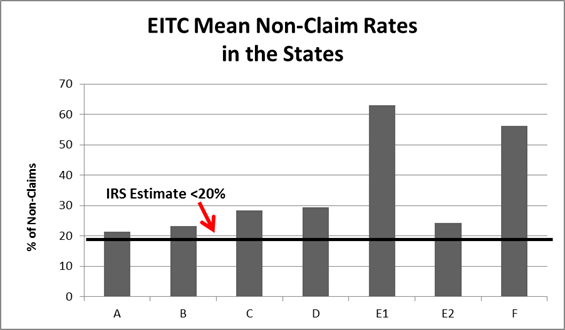 EITC Mean Non-Claim Rates
in the States
% of Non-Claims
70
60
50
40
30
20
10
0
IRS Estimate <20%
A B C D E1 E2 F